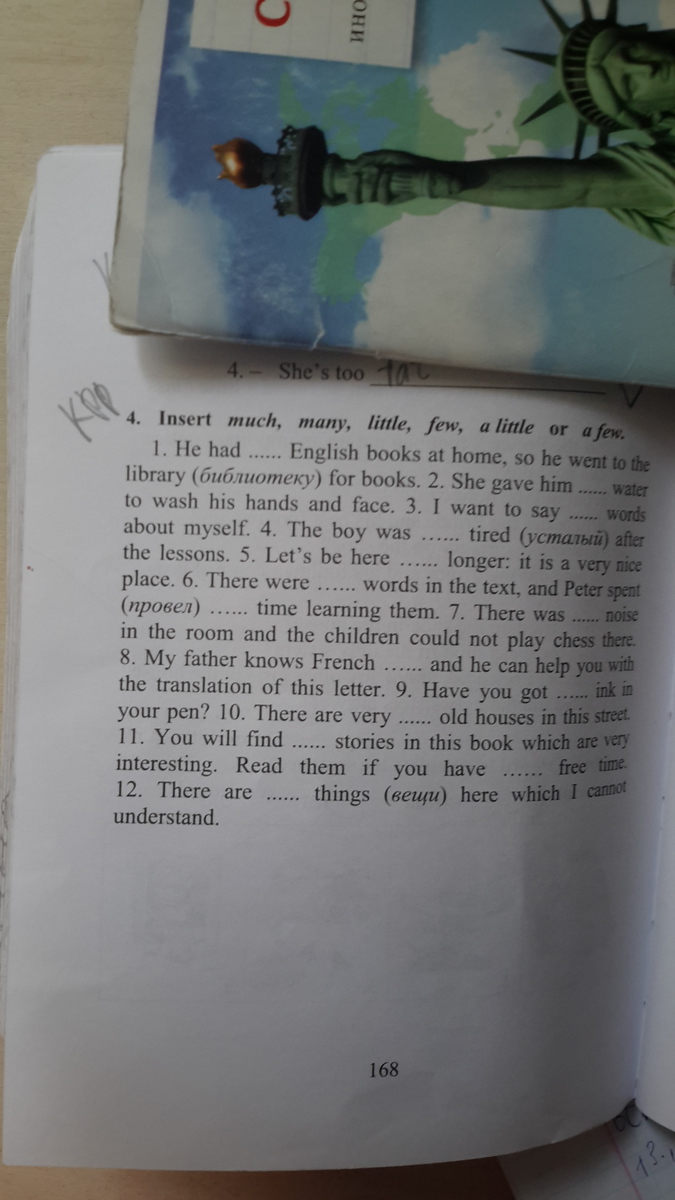 С
ИНО
4. – She's too
КРР
4. Insert much, many, little, few, a little or a few.
1. He had ...... English books at home, so he went to the
library (библиотеку) for books. 2. She gave him ...... water
to wash his hands and face. 3. I want to say ...... words
about myself. 4. The boy was ...... tired (усталый) after
the lessons. 5. Let's be here ...... longer: it is a very nice
place. 6. There were ...... words in the text, and Peter spent
(провел) ...... time learning them. 7. There was ...... noise
in the room and the children could not play chess there.
8. My father knows French ...... and he can help you with
the translation of this letter. 9. Have you got ...... ink in
your pen? 10. There are very ...... old houses in this street.
11. You will find ...... stories in this book which are very
interesting. Read them if you have ...... free time.
12. There are ...... things (вещи) here which I cannot
understand.
168